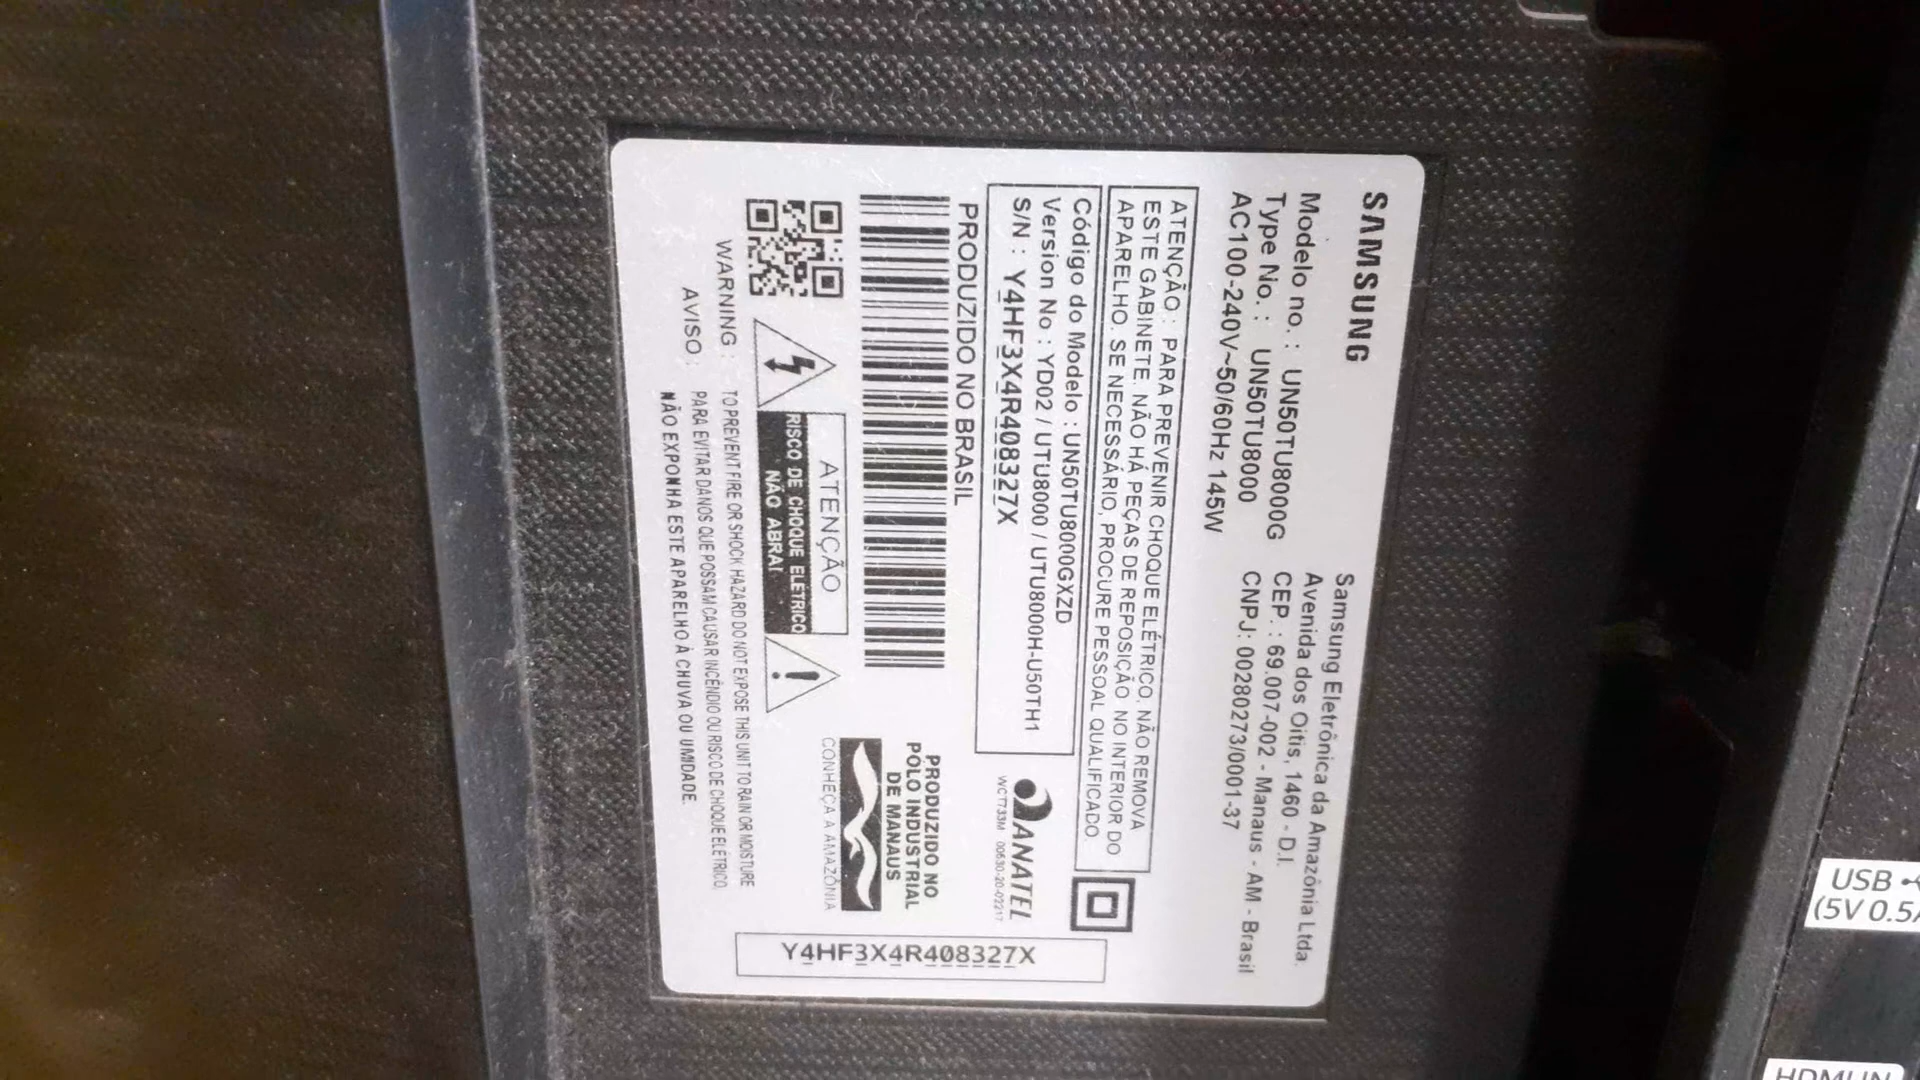 SAMSUNG
Modelo no. : UN50TU8000G
Type No. : UN50TU8000
AC100-240V~50/60Hz 145W
Samsung Eletrônica da Amazônia Ltda.
Avenida dos Oitis, 1460 - D.I.
CEP. : 69.007-002 - Manaus - AM - Brasil
CNPJ: 00280273/0001-37
ATENÇÃO : PARA PREVENIR CHOQUE ELÉTRICO, NÃO REMOVA
ESTE GABINETE. NÃO HÁ PEÇAS DE REPOSIÇÃO NO INTERIOR DO
APARELHO. SE NECESSÁRIO, PROCURE PESSOAL QUALIFICADO.
Código do Modelo : UN50TU8000GXZD
Version No : YD02 / UTU8000 / UTU8000H-U50TH1
S/N : Y4HF3X4R408327X
ANATEL
WCT733M 00630-20-02217
PRODUZIDO NO BRASIL
PRODUZIDO NO
PÓLO INDUSTRIAL
DE MANAUS
CONHEÇA A AMAZÔNIA
ATENÇÃO
RISCO DE CHOQUE ELÉTRICO
NÃO ABRA!
WARNING : TO PREVENT FIRE OR SHOCK HAZARD DO NOT EXPOSE THIS UNIT TO RAIN OR MOISTURE
AVISO : PARA EVITAR DANOS QUE POSSAM CAUSAR INCÊNDIO OU RISCO DE CHOQUE ELÉTRICO,
NÃO EXPONHA ESTE APARELHO À CHUVA OU UMIDADE.
Y4HF3X4R408327X
USB
(5V 0.5A
HDMI IN